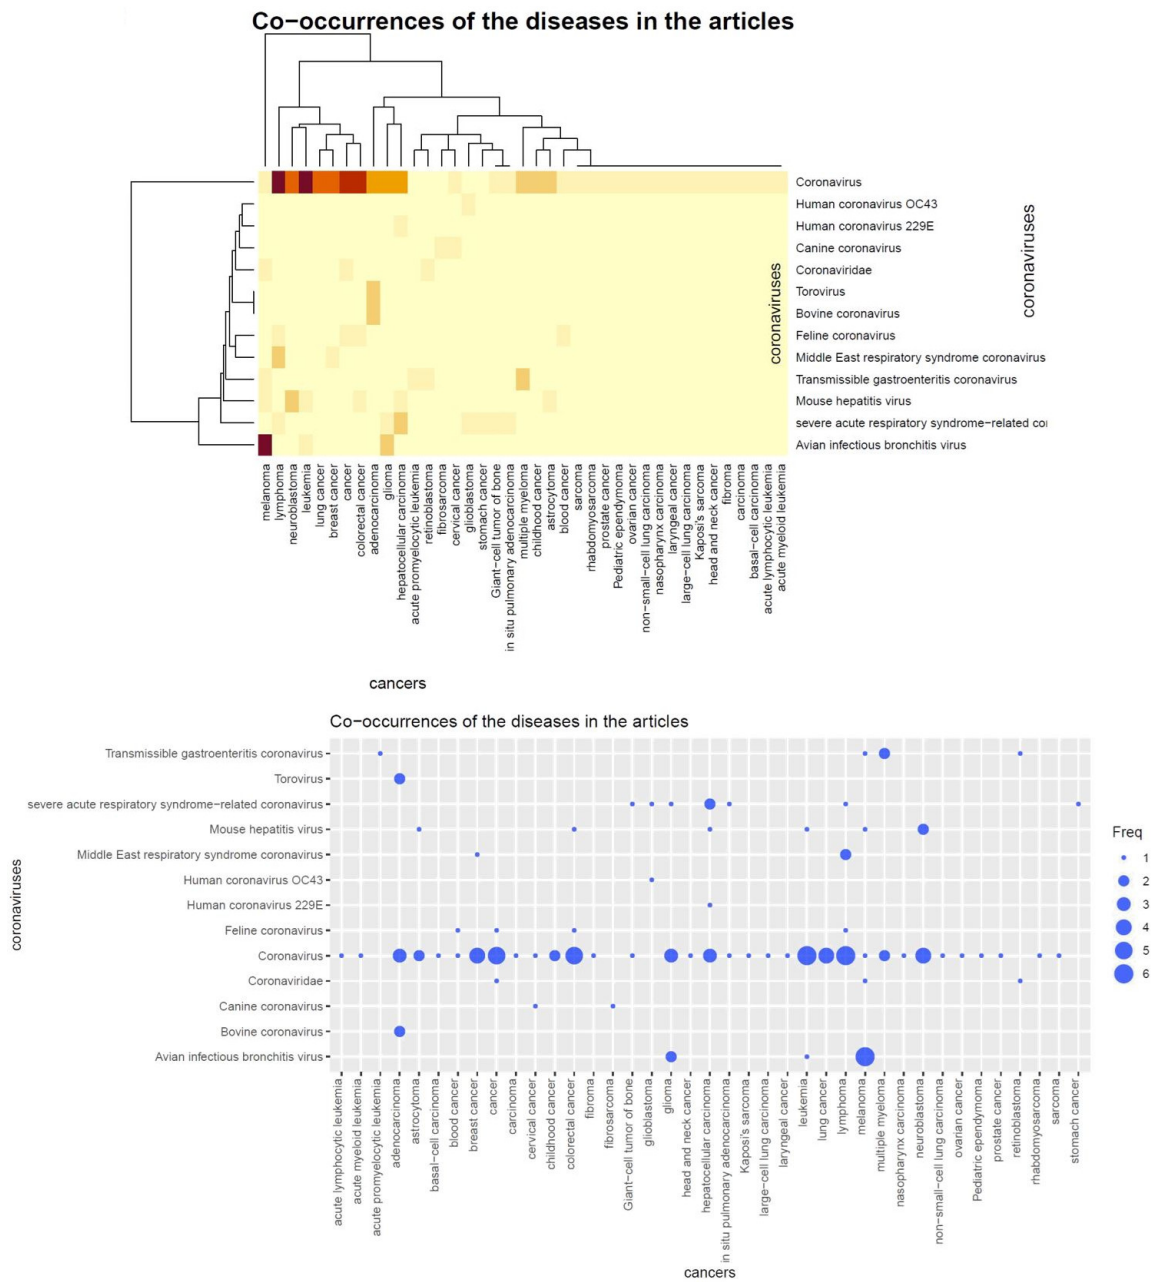 Co−occurrences of the diseases in the articles
Coronavirus
Human coronavirus OC43
Human coronavirus 229E
Canine coronavirus
Coronaviridae
Torovirus
Bovine coronavirus
Feline coronavirus
Middle East respiratory syndrome coronavirus
Transmissible gastroenteritis coronavirus
Mouse hepatitis virus
severe acute respiratory syndrome−related co
Avian infectious bronchitis virus
coronaviruses
coronaviruses
melanoma
lymphoma
neuroblastoma
leukemia
lung cancer
breast cancer
cancer
colorectal cancer
adenocarcinoma
glioma
hepatocellular carcinoma
acute promyelocytic leukemia
retinoblastoma
fibrosarcoma
cervical cancer
glioblastoma
stomach cancer
Giant−cell tumor of bone
in situ pulmonary adenocarcinoma
multiple myeloma
childhood cancer
astrocytoma
blood cancer
sarcoma
rhabdomyosarcoma
prostate cancer
Pediatric ependymoma
ovarian cancer
non−small−cell lung carcinoma
nasopharynx carcinoma
laryngeal cancer
large−cell lung carcinoma
Kaposi's sarcoma
head and neck cancer
fibroma
carcinoma
basal−cell carcinoma
acute lymphocytic leukemia
acute myeloid leukemia
cancers
Co−occurrences of the diseases in the articles
Transmissible gastroenteritis coronavirus
Torovirus
severe acute respiratory syndrome−related coronavirus
Mouse hepatitis virus
Middle East respiratory syndrome coronavirus
Human coronavirus OC43
Human coronavirus 229E
Feline coronavirus
Coronavirus
Coronaviridae
Canine coronavirus
Bovine coronavirus
Avian infectious bronchitis virus
coronaviruses
Freq
1
2
3
4
5
6
acute lymphocytic leukemia
acute myeloid leukemia
acute promyelocytic leukemia
adenocarcinoma
astrocytoma
basal−cell carcinoma
blood cancer
breast cancer
cancer
carcinoma
cervical cancer
childhood cancer
colorectal cancer
fibroma
fibrosarcoma
Giant−cell tumor of bone
glioblastoma
glioma
head and neck cancer
hepatocellular carcinoma
in situ pulmonary adenocarcinoma
Kaposi's sarcoma
large−cell lung carcinoma
laryngeal cancer
leukemia
lung cancer
lymphoma
melanoma
multiple myeloma
nasopharynx carcinoma
neuroblastoma
non−small−cell lung carcinoma
ovarian cancer
Pediatric ependymoma
prostate cancer
retinoblastoma
rhabdomyosarcoma
sarcoma
stomach cancer
cancers